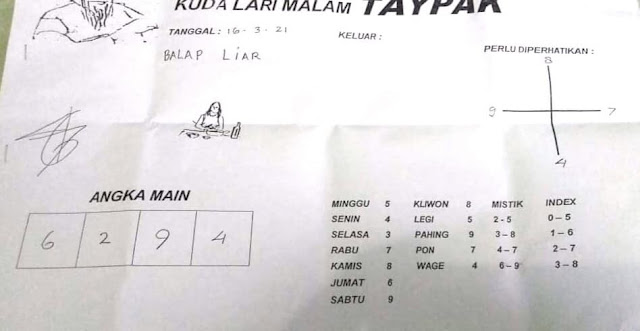 KUDA LARI MALAM TAYPAK
TANGGAL : 16 - 3 - 21
KELUAR :
BALAP LIAR
PERLU DIPERHATIKAN :
8
9 7
4
ANGKA MAIN
6 2 9 4
MINGGU 5 KLIWON 8 MISTIK INDEX
SENIN 4 LEGI 5 2 - 5 0 - 5
SELASA 3 PAHING 9 3 - 8 1 - 6
RABU 7 PON 7 4 - 7 2 - 7
KAMIS 8 WAGE 4 6 - 9 3 - 8
JUMAT 6
SABTU 9